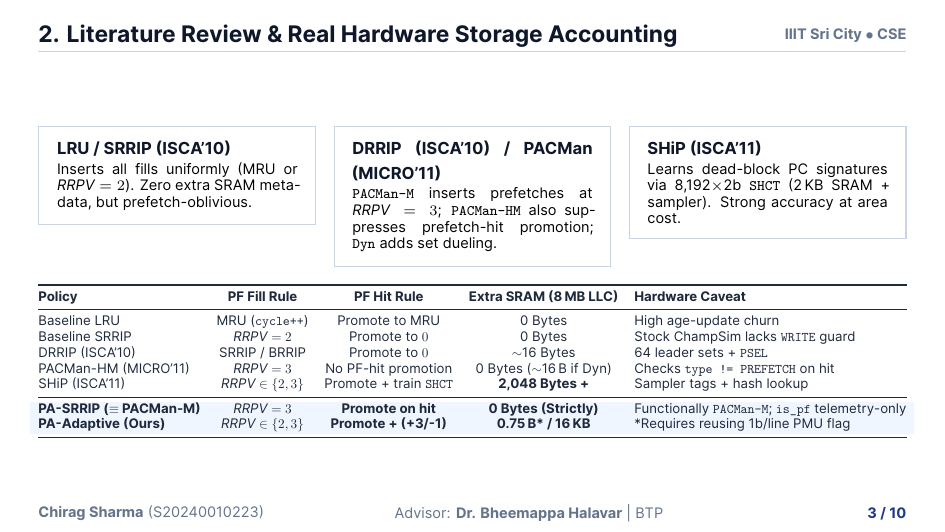 2. Literature Review & Real Hardware Storage Accounting
IIIT Sri City • CSE
LRU / SRRIP (ISCA’10)
Inserts all fills uniformly (MRU or
RRPV = 2). Zero extra SRAM meta-
data, but prefetch-oblivious.
DRRIP (ISCA’10) / PACMan
(MICRO’11)
PACMan-M inserts prefetches at
RRPV = 3; PACMan-HM also sup-
presses prefetch-hit promotion;
Dyn adds set dueling.
SHiP (ISCA’11)
Learns dead-block PC signatures
via 8,192×2b SHCT (2 KB SRAM +
sampler). Strong accuracy at area
cost.
Policy PF Fill Rule PF Hit Rule Extra SRAM (8 MB LLC) Hardware Caveat
Baseline LRU MRU (cycle++) Promote to MRU 0 Bytes High age-update churn
Baseline SRRIP RRPV = 2 Promote to 0 0 Bytes Stock ChampSim lacks WRITE guard
DRRIP (ISCA’10) SRRIP / BRRIP Promote to 0 ~16 Bytes 64 leader sets + PSEL
PACMan-HM (MICRO’11) RRPV = 3 No PF-hit promotion 0 Bytes (~16 B if Dyn) Checks type != PREFETCH on hit
SHiP (ISCA’11) RRPV ∈ {2,3} Promote + train SHCT 2,048 Bytes + Sampler tags + hash lookup
PA-SRRIP (≡ PACMan-M) RRPV = 3 Promote on hit 0 Bytes (Strictly) Functionally PACMan-M; is_pf telemetry-only
PA-Adaptive (Ours) RRPV ∈ {2,3} Promote + (+3/-1) 0.75 B* / 16 KB *Requires reusing 1b/line PMU flag
Chirag Sharma (S20240010223)
Advisor: Dr. Bheemappa Halavar | BTP
3 / 10